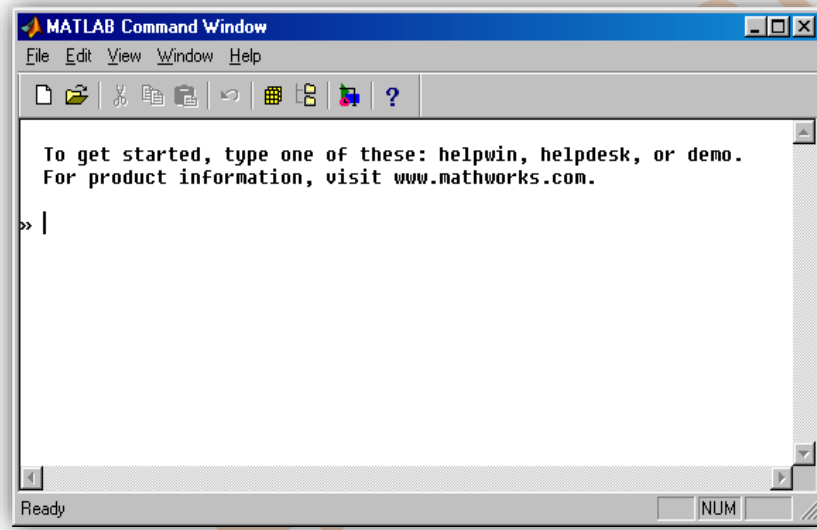 MATLAB Command Window
File Edit View Window Help
?
To get started, type one of these: helpwin, helpdesk, or demo.
For product information, visit www.mathworks.com.
»
Ready NUM